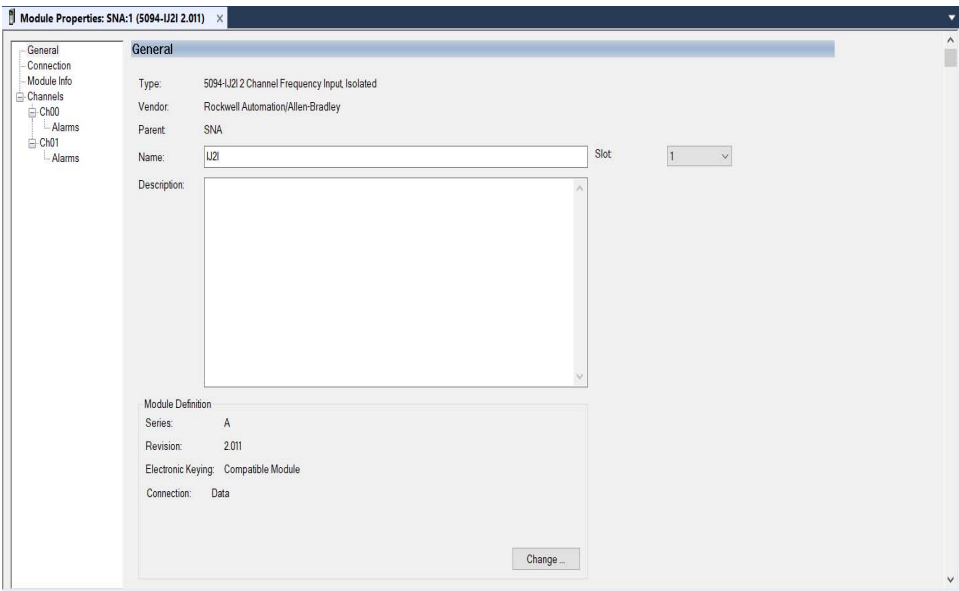 Module Properties: SNA:1 (5094-IJ2I 2.011) X
General
Connection
Module Info
Channels
Ch00
Alarms
Ch01
Alarms
General
Type: 5094-IJ2I 2 Channel Frequency Input, Isolated
Vendor: Rockwell Automation/Allen-Bradley
Parent: SNA
Name: IJ2I Slot: 1
Description:
Module Definition
Series: A
Revision: 2.011
Electronic Keying: Compatible Module
Connection: Data
Change ...